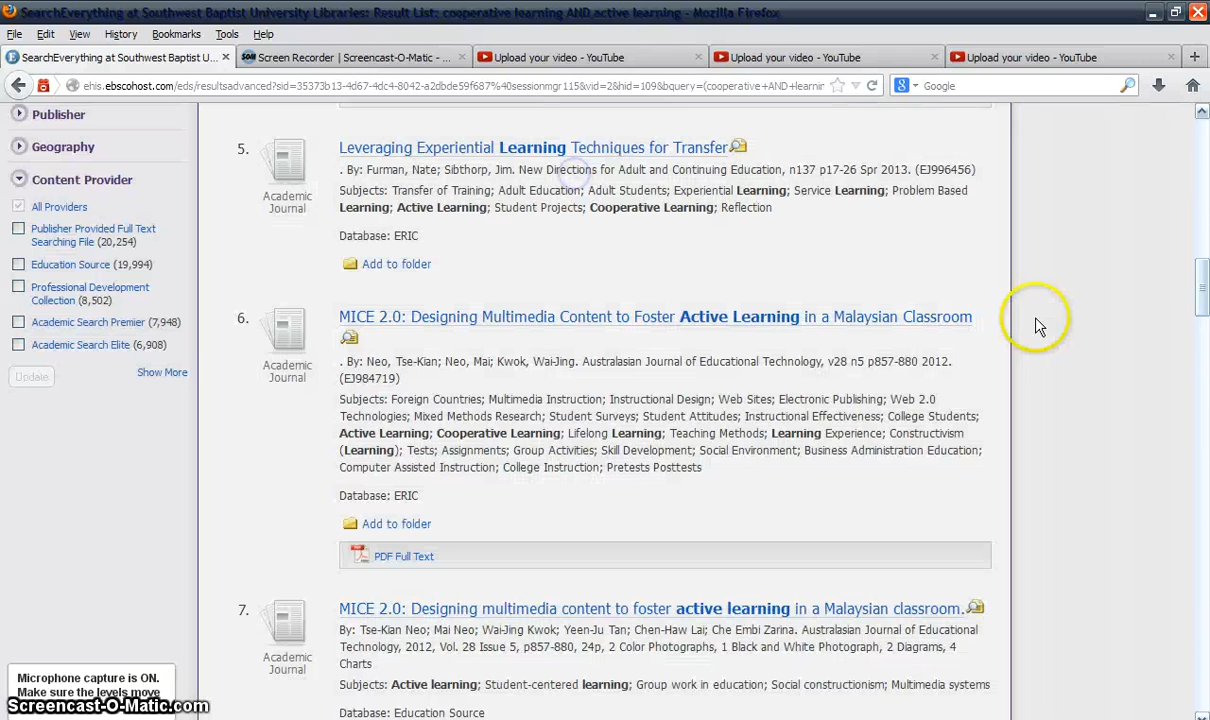 SearchEverything at Southwest Baptist University Libraries: Result List: cooperative learning AND active learning - Mozilla Firefox
File Edit View History Bookmarks Tools Help
SearchEverything at Southwest Baptist U... Screen Recorder | Screencast-O-Matic - ... Upload your video - YouTube Upload your video - YouTube Upload your video - YouTube
ehis.ebscohost.com/eds/resultsadvanced?sid=35373b13-4d67-4dc4-8042-a2dbde59f687%40sessionmgr115&vid=2&hid=109&bquery=(cooperative+AND+learnin Google
Publisher
Geography
Content Provider
All Providers
Publisher Provided Full Text
Searching File (20,254)
Education Source (19,994)
Professional Development
Collection (8,502)
Academic Search Premier (7,948)
Academic Search Elite (6,908)
Show More
Update
5.
Academic
Journal
Leveraging Experiential Learning Techniques for Transfer
. By: Furman, Nate; Sibthorp, Jim. New Directions for Adult and Continuing Education, n137 p17-26 Spr 2013. (EJ996456)
Subjects: Transfer of Training; Adult Education; Adult Students; Experiential Learning; Service Learning; Problem Based
Learning; Active Learning; Student Projects; Cooperative Learning; Reflection
Database: ERIC
Add to folder
6.
Academic
Journal
MICE 2.0: Designing Multimedia Content to Foster Active Learning in a Malaysian Classroom
. By: Neo, Tse-Kian; Neo, Mai; Kwok, Wai-Jing. Australasian Journal of Educational Technology, v28 n5 p857-880 2012.
(EJ984719)
Subjects: Foreign Countries; Multimedia Instruction; Instructional Design; Web Sites; Electronic Publishing; Web 2.0
Technologies; Mixed Methods Research; Student Surveys; Student Attitudes; Instructional Effectiveness; College Students;
Active Learning; Cooperative Learning; Lifelong Learning; Teaching Methods; Learning Experience; Constructivism
(Learning); Tests; Assignments; Group Activities; Skill Development; Social Environment; Business Administration Education;
Computer Assisted Instruction; College Instruction; Pretests Posttests
Database: ERIC
Add to folder
PDF Full Text
7.
Academic
Journal
MICE 2.0: Designing multimedia content to foster active learning in a Malaysian classroom.
By: Tse-Kian Neo; Mai Neo; Wai-Jing Kwok; Yeen-Ju Tan; Chen-Haw Lai; Che Embi Zarina. Australasian Journal of Educational
Technology, 2012, Vol. 28 Issue 5, p857-880, 24p, 2 Color Photographs, 1 Black and White Photograph, 2 Diagrams, 4
Charts
Subjects: Active learning; Student-centered learning; Group work in education; Social constructionism; Multimedia systems
Database: Education Source
Microphone capture is ON.
Make sure the levels move
Screencast-O-Matic.com